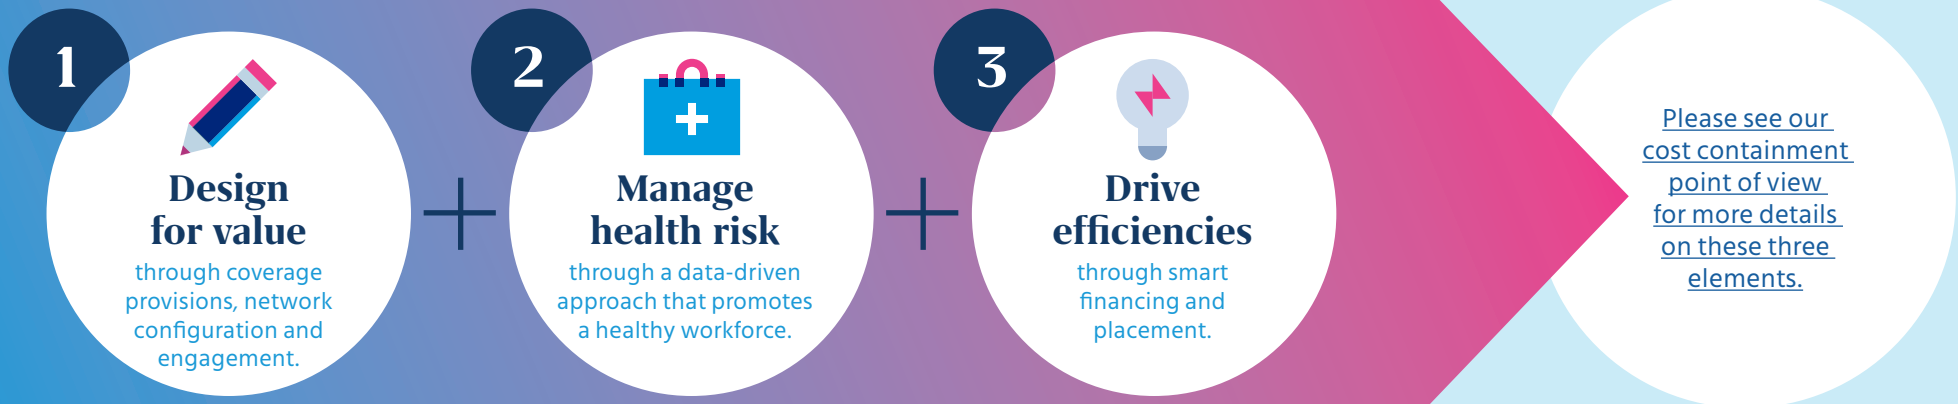 1
Design
for value
through coverage
provisions, network
configuration and
engagement.
2
Manage
health risk
through a data-driven
approach that promotes
a healthy workforce.
3
Drive
efficiencies
through smart
financing and
placement.
Please see our
cost containment
point of view
for more details
on these three
elements.